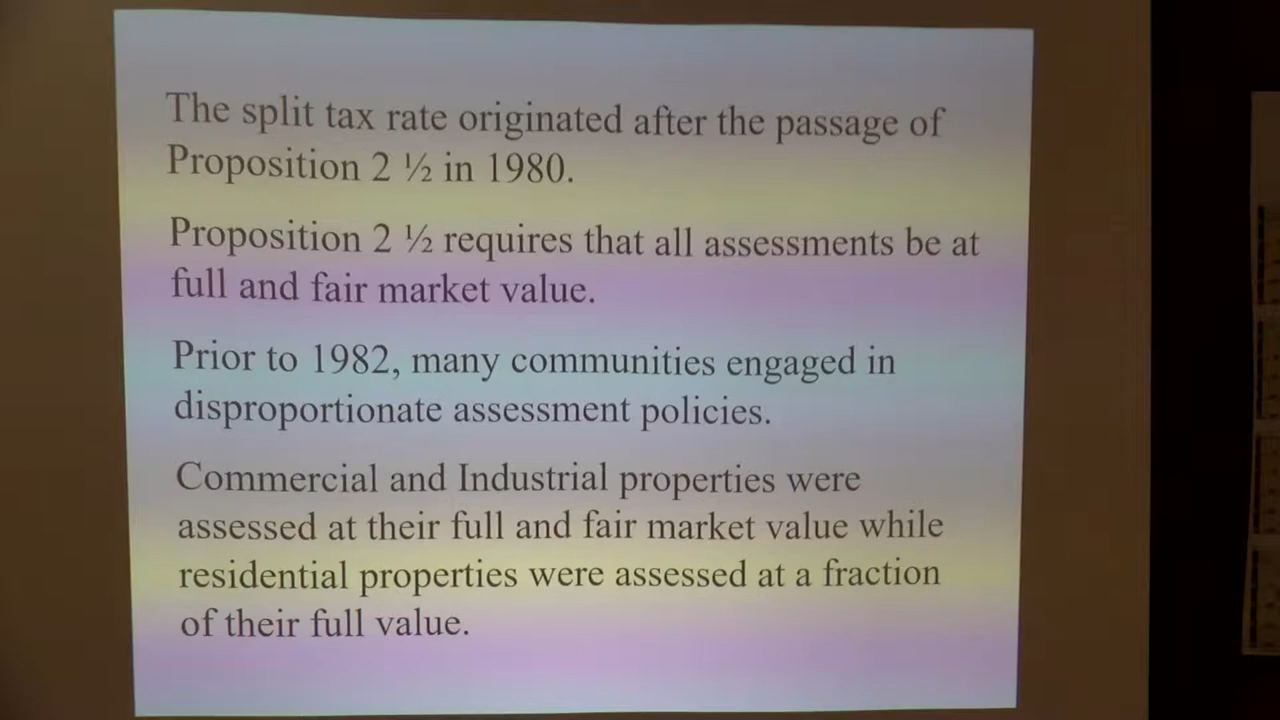 The split tax rate originated after the passage of
Proposition 2 ½ in 1980.
Proposition 2 ½ requires that all assessments be at
full and fair market value.
Prior to 1982, many communities engaged in
disproportionate assessment policies.
Commercial and Industrial properties were
assessed at their full and fair market value while
residential properties were assessed at a fraction
of their full value.